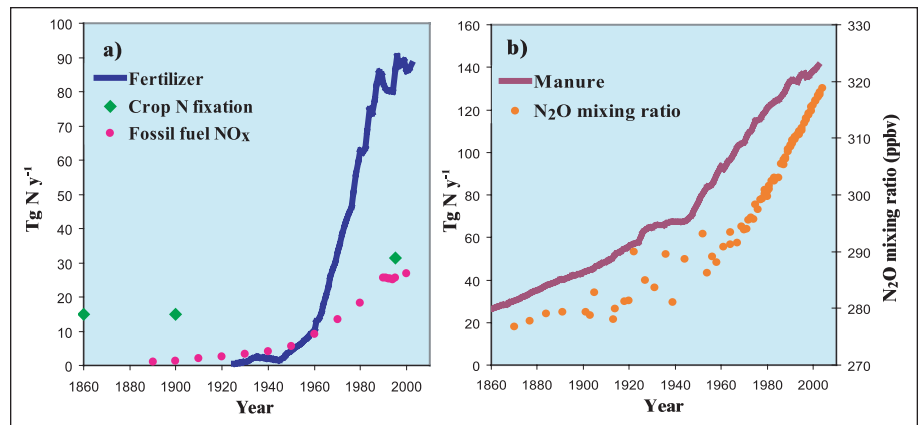 a)
Fertilizer
Crop N fixation
Fossil fuel NOx
Tg N y-1
100
90
80
70
60
50
40
30
20
10
0
1860 1880 1900 1920 1940 1960 1980 2000
Year
b)
Manure
N2O mixing ratio
Tg N y-1
160
140
120
100
80
60
40
20
0
1860 1880 1900 1920 1940 1960 1980 2000
Year
330
320
310
300
290
280
270
N2O mixing ratio (ppbv)